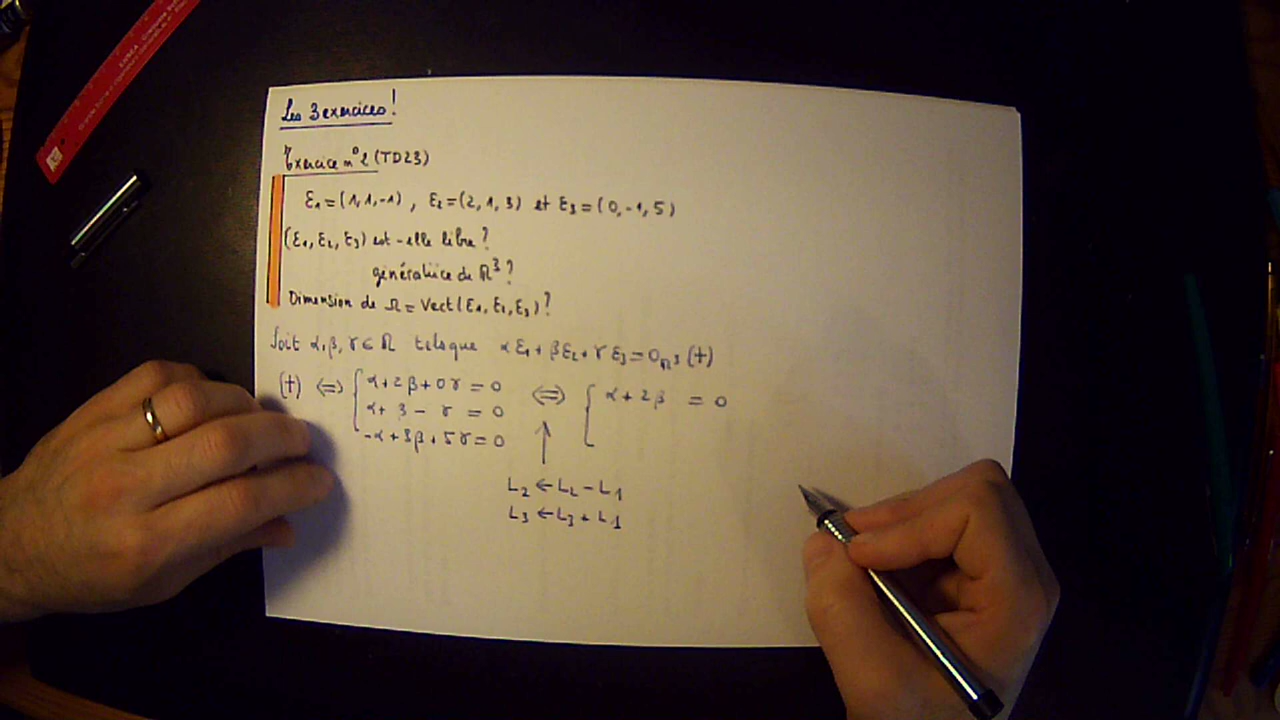 Les 3 exercices!
Exercice n°2 (TD23)
ε1=(1,1,-1), ε2=(2,1,3) et ε3=(0,-1,5)
(ε1, ε2, ε3) est-elle libre?
génératrice de ℝ³?
Dimension de Ω = Vect(ε1, ε2, ε3)?
Soit α, β, γ ∈ ℝ tels que αε1 + βε2 + γε3 = 0ℝ³ (+)
(+) ⇔ { α+2β+0γ=0 ⇔ { α+2β =0
α+β-γ=0
-α+3β+5γ=0
L2 ← L2 - L1
L3 ← L3 + L1